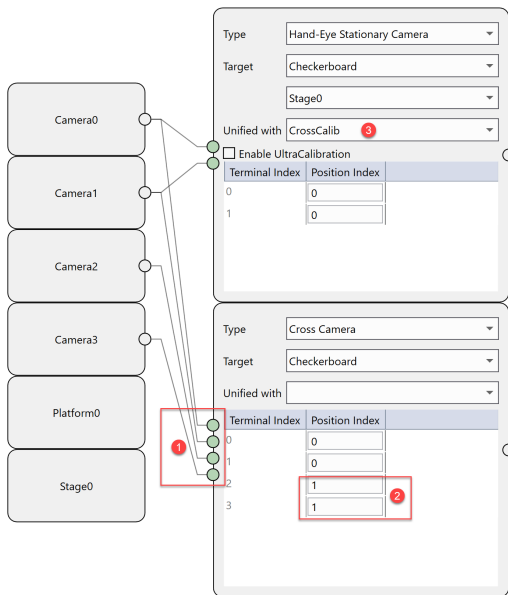 Camera0
Camera1
Camera2
Camera3
Platform0
Stage0
Type Hand-Eye Stationary Camera
Target Checkerboard
Stage0
Unified with CrossCalib 3
Enable UltraCalibration
Terminal Index Position Index
0 0
1 0
Type Cross Camera
Target Checkerboard
Unified with
1
Terminal Index Position Index
0 0
1 0
2 1
3 1
2